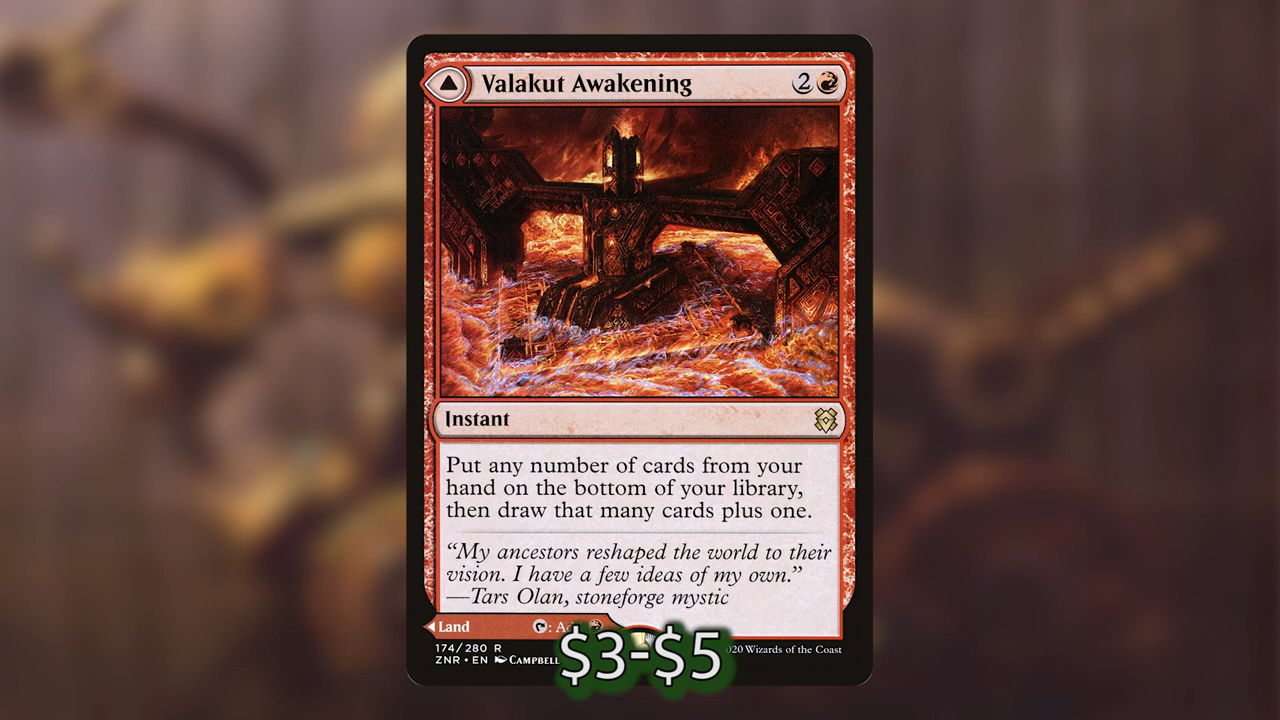 Valakut Awakening 2
Instant
Put any number of cards from your
hand on the bottom of your library,
then draw that many cards plus one.
“My ancestors reshaped the world to their
vision. I have a few ideas of my own.”
—Tars Olan, stoneforge mystic
Land
174/280 R
ZNR • EN CAMPBELL
020 Wizards of the Coast
$3-$5